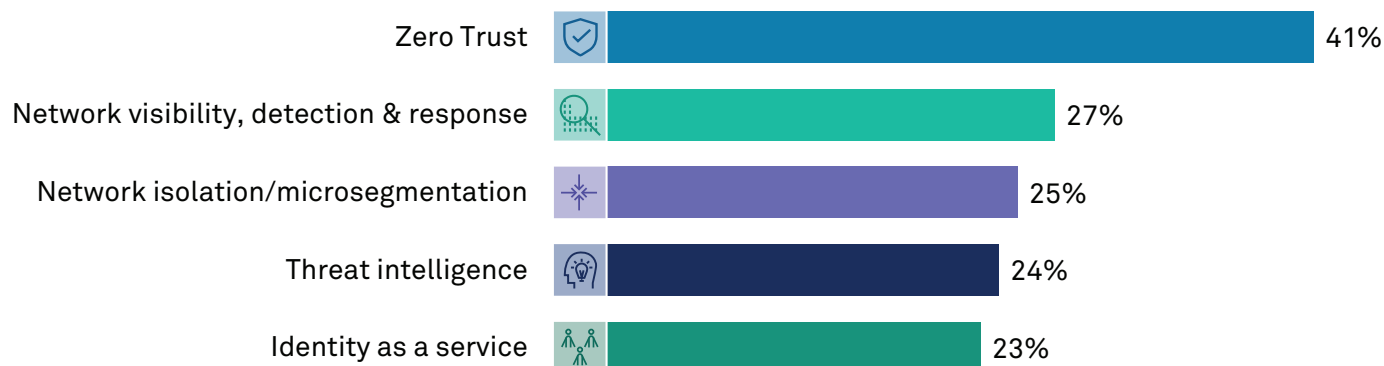 Zero Trust 41%
Network visibility, detection & response 27%
Network isolation/microsegmentation 25%
Threat intelligence 24%
Identity as a service 23%